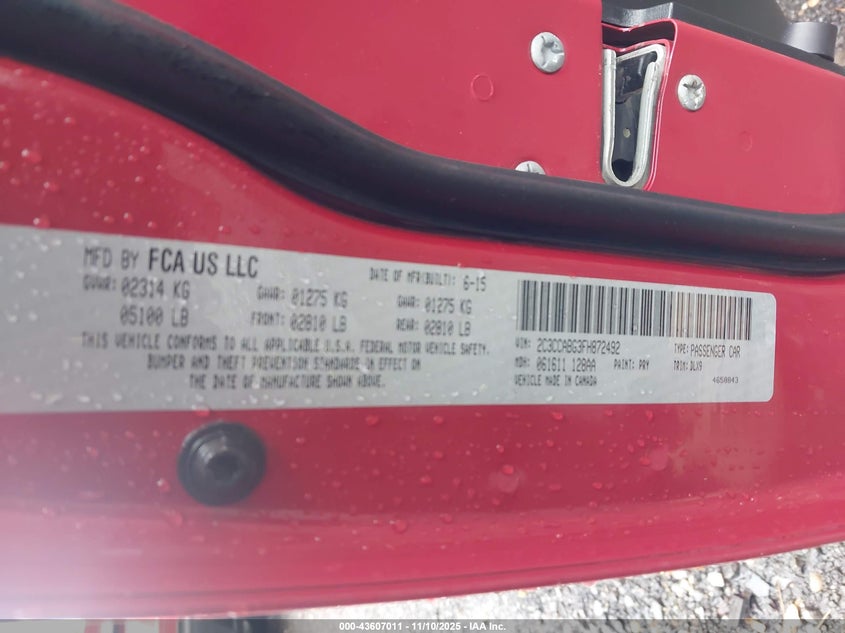 MFD BY FCA US LLC
DATE OF MFR(BUILT): 6-15
GVWR: 02314 KG GAWR: 01275 KG GAWR: 01275 KG
05100 LB FRONT: 02810 LB REAR: 02810 LB
THIS VEHICLE CONFORMS TO ALL APPLICABLE U.S.A. FEDERAL MOTOR VEHICLE SAFETY,
BUMPER AND THEFT PREVENTION STANDARDS IN EFFECT ON
THE DATE OF MANUFACTURE SHOWN ABOVE.
VIN: 2C3CCABG3FH872492 TYPE: PASSENGER CAR
MDH: 061611 128AA PAINT: PRY TRIM: DLX9
VEHICLE MADE IN CANADA 4650843
000-43607011 - 11/10/2025 - IAA Inc.